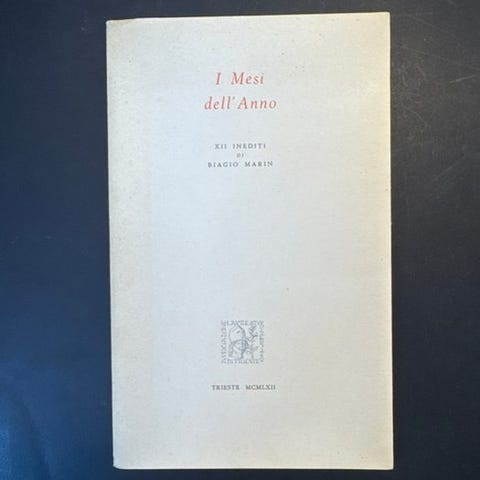 I Mesi
dell'Anno
XII INEDITI
DI
BIAGIO MARIN
TRIESTE MCMLXII